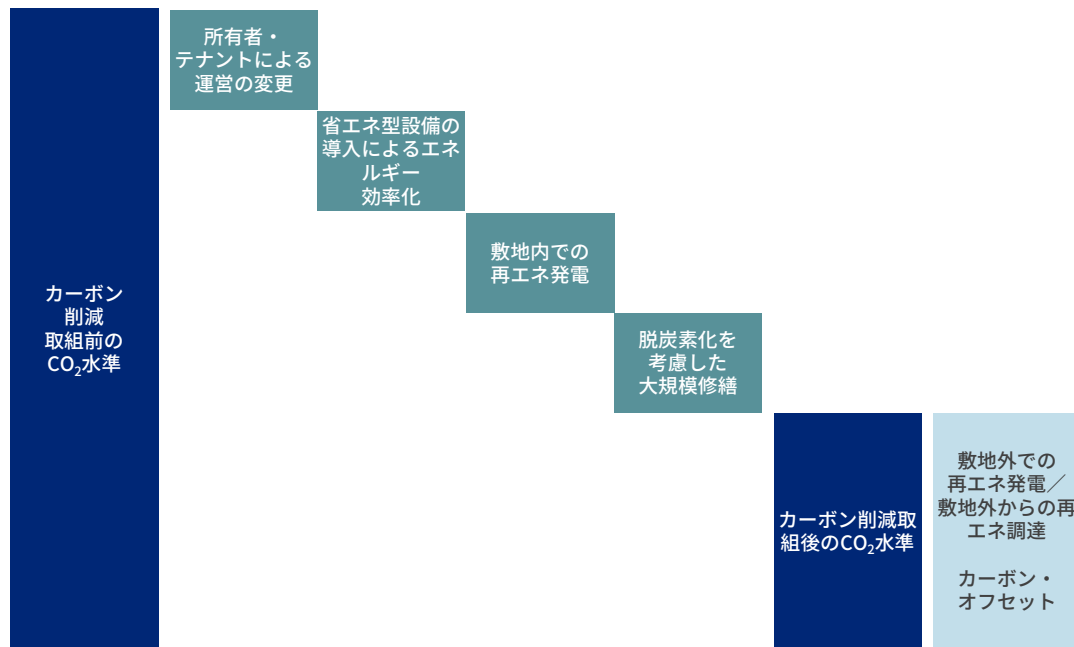 カーボン
削減
取組前の
CO₂水準
所有者・
テナントによる
運営の変更
省エネ型設備の
導入によるエネ
ルギー
効率化
敷地内での
再エネ発電
脱炭素化を
考慮した
大規模修繕
カーボン削減取
組後のCO₂水準
敷地外での
再エネ発電／
敷地外からの再
エネ調達
カーボン・
オフセット